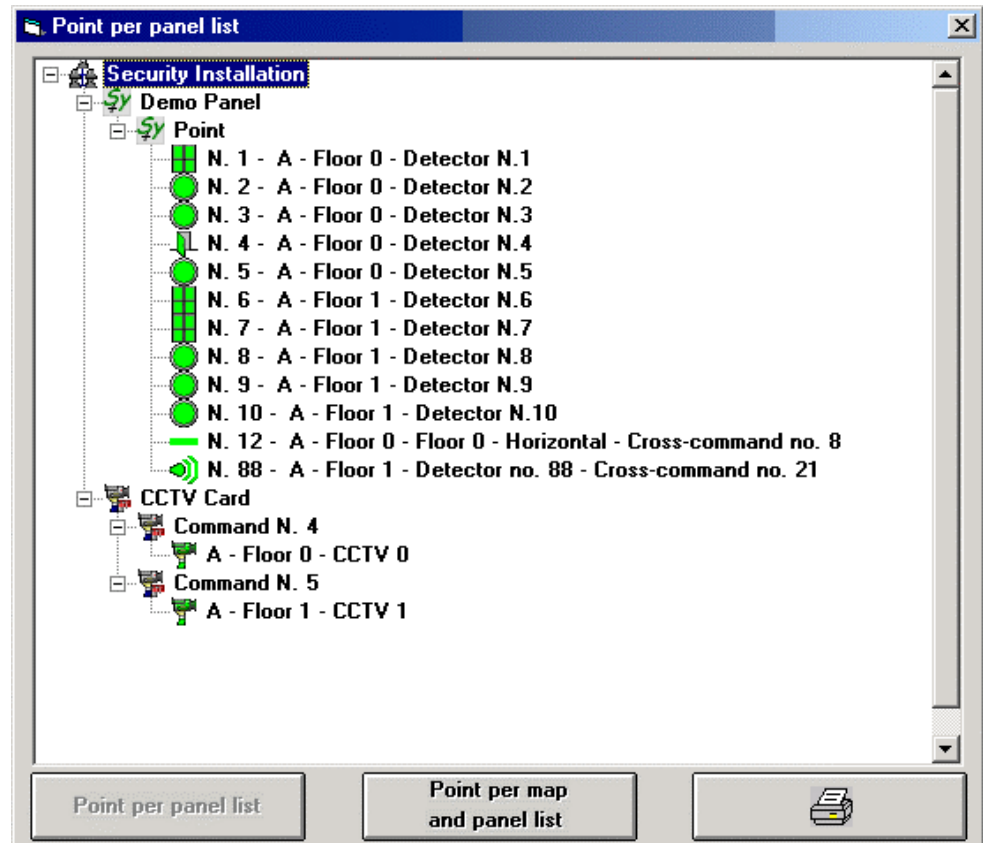 Point per panel list
Security Installation
Sy Demo Panel
Sy Point
N. 1 - A - Floor 0 - Detector N.1
N. 2 - A - Floor 0 - Detector N.2
N. 3 - A - Floor 0 - Detector N.3
N. 4 - A - Floor 0 - Detector N.4
N. 5 - A - Floor 0 - Detector N.5
N. 6 - A - Floor 1 - Detector N.6
N. 7 - A - Floor 1 - Detector N.7
N. 8 - A - Floor 1 - Detector N.8
N. 9 - A - Floor 1 - Detector N.9
N. 10 - A - Floor 1 - Detector N.10
N. 12 - A - Floor 0 - Floor 0 - Horizontal - Cross-command no. 8
N. 88 - A - Floor 1 - Detector no. 88 - Cross-command no. 21
CCTV Card
Command N. 4
A - Floor 0 - CCTV 0
Command N. 5
A - Floor 1 - CCTV 1
Point per panel list
Point per map
and panel list